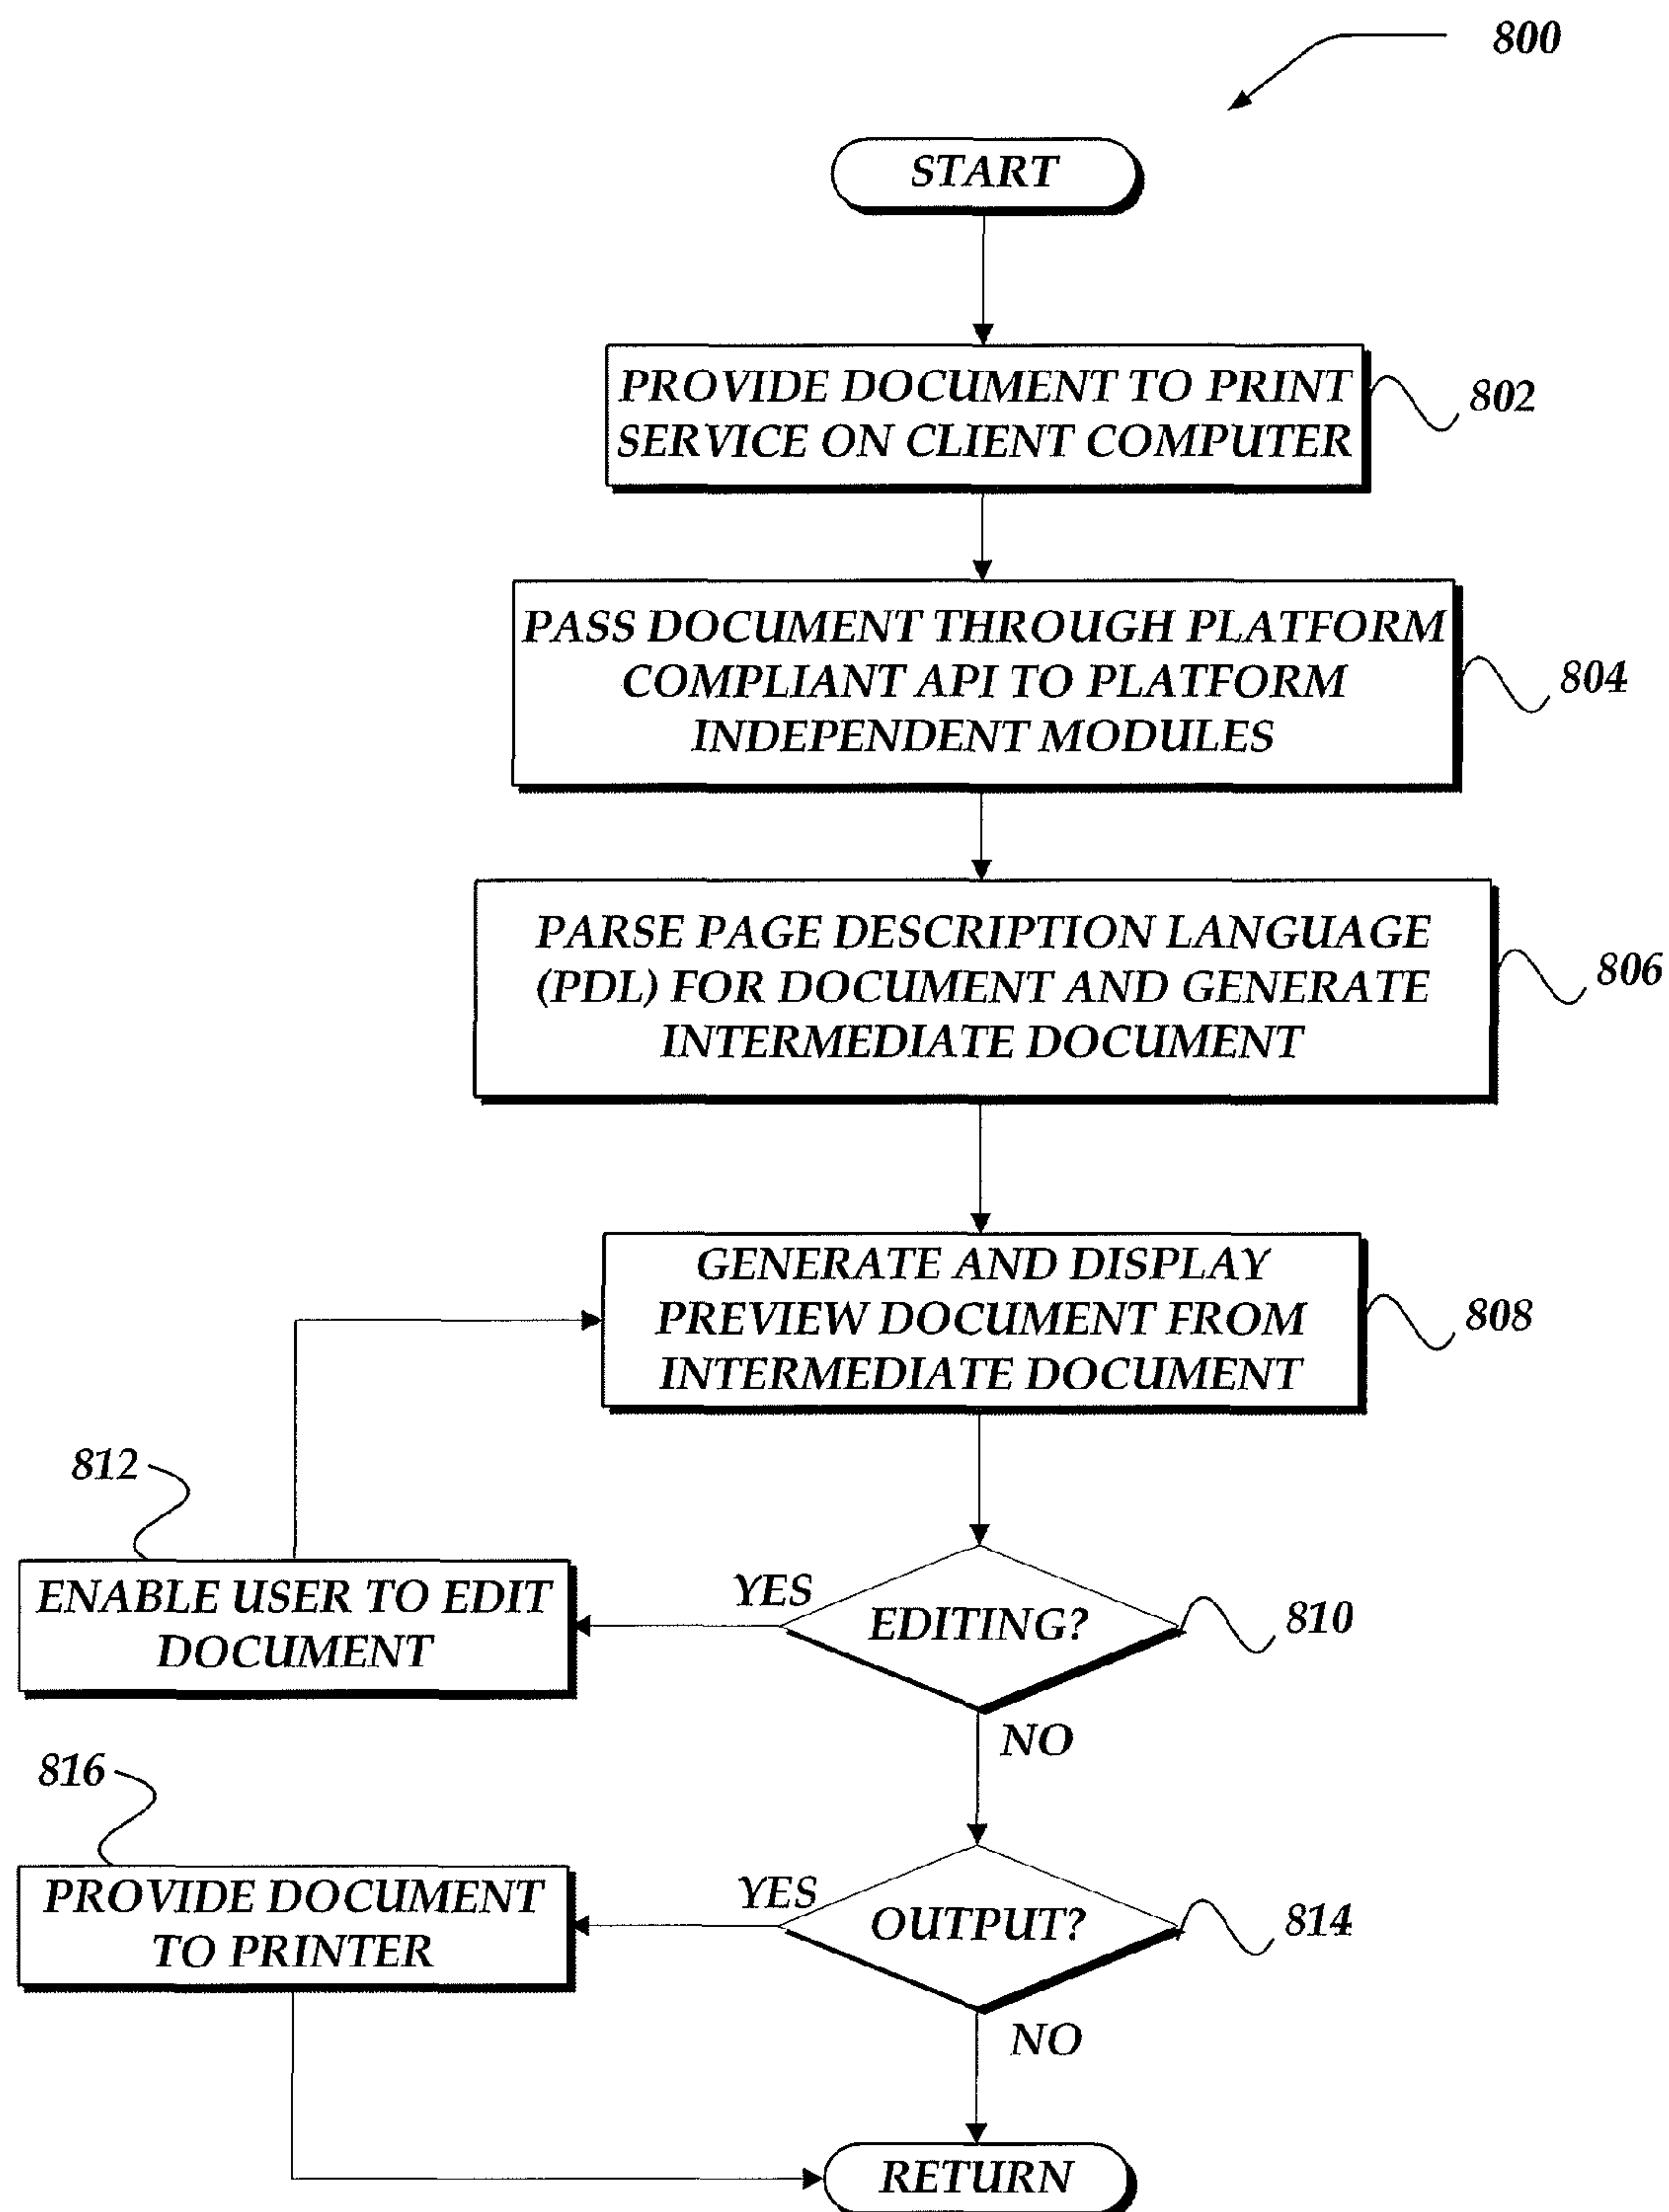 800
START
PROVIDE DOCUMENT TO PRINT
SERVICE ON CLIENT COMPUTER
802
PASS DOCUMENT THROUGH PLATFORM
COMPLIANT API TO PLATFORM
INDEPENDENT MODULES
804
PARSE PAGE DESCRIPTION LANGUAGE
(PDL) FOR DOCUMENT AND GENERATE
INTERMEDIATE DOCUMENT
806
GENERATE AND DISPLAY
PREVIEW DOCUMENT FROM
INTERMEDIATE DOCUMENT
808
812
ENABLE USER TO EDIT
DOCUMENT
YES
EDITING?
810
NO
816
PROVIDE DOCUMENT
TO PRINTER
YES
OUTPUT?
814
NO
RETURN